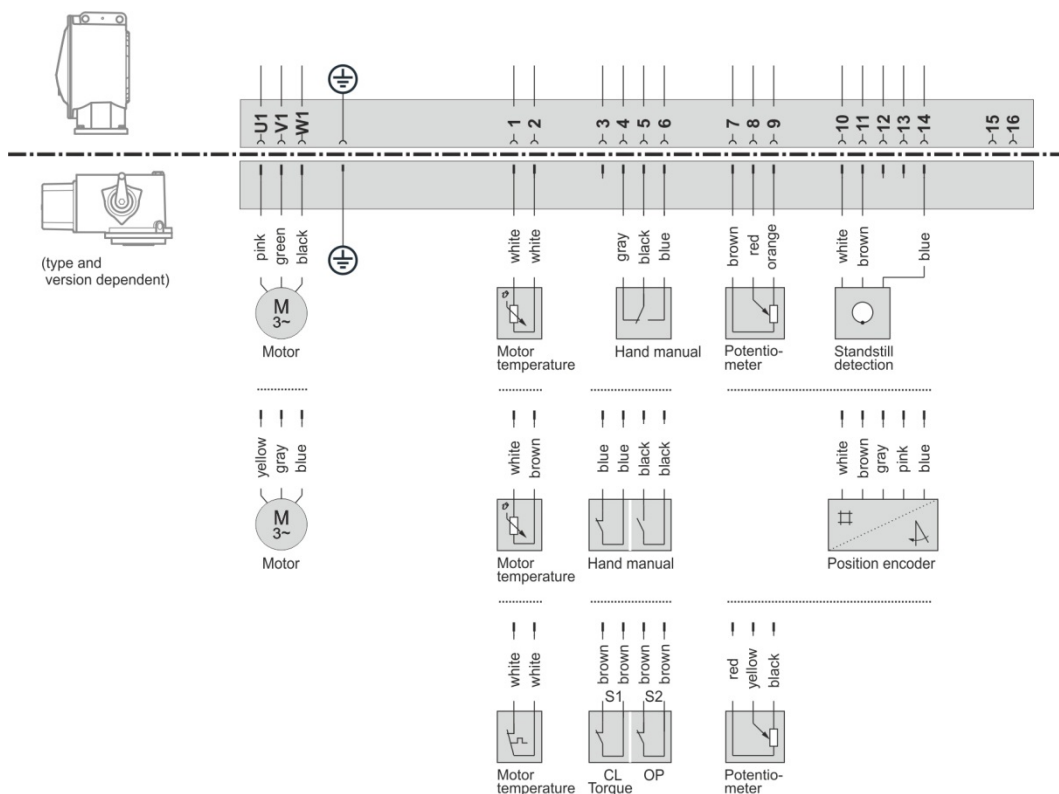 U1 V1 W1 1 2 3 4 5 6 7 8 9 10 11 12 13 14 15 16
(type and
version dependent)
pink green black white white gray black blue brown red orange white brown blue
M
3~
Motor
Motor
temperature
Hand manual
Potentio-
meter
Standstill
detection
yellow gray blue white brown blue blue black black white brown gray pink blue
M
3~
Motor
Motor
temperature
Hand manual
Position encoder
white white brown brown brown brown red yellow black
S1 S2
Motor
temperature
CL OP
Torque
Potentio-
meter